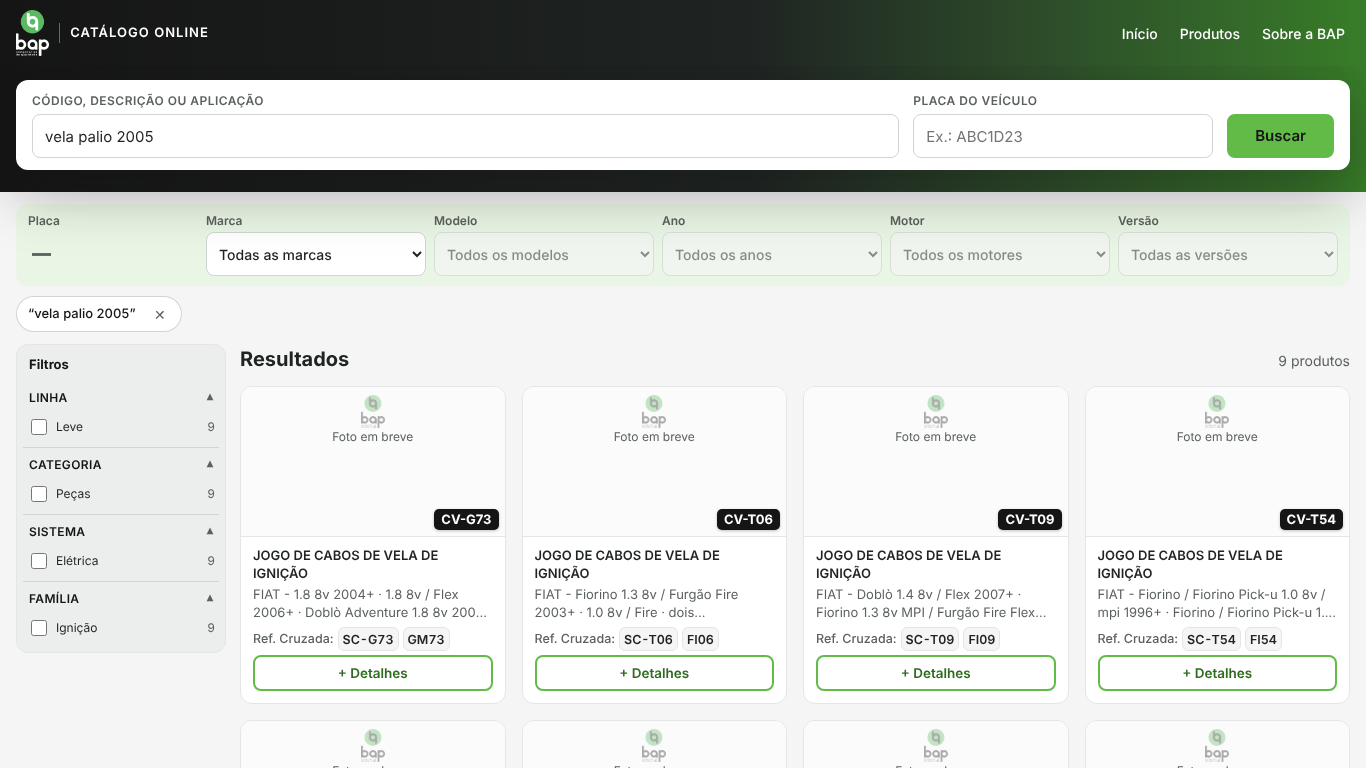 bap
CATÁLOGO ONLINE
Início
Produtos
Sobre a BAP
CÓDIGO, DESCRIÇÃO OU APLICAÇÃO
PLACA DO VEÍCULO
vela palio 2005
Ex.: ABC1D23
Buscar
Placa
Marca
Modelo
Ano
Motor
Versão
—
Todas as marcas
Todos os modelos
Todos os anos
Todos os motores
Todas as versões
“vela palio 2005” ×
Filtros
LINHA
Leve 9
CATEGORIA
Peças 9
SISTEMA
Elétrica 9
FAMÍLIA
Ignição 9
Resultados
9 produtos
bap
Foto em breve
CV-G73
JOGO DE CABOS DE VELA DE
IGNIÇÃO
FIAT - 1.8 8v 2004+ · 1.8 8v / Flex
2006+ · Doblò Adventure 1.8 8v 200...
Ref. Cruzada: SC-G73 GM73
+ Detalhes
bap
Foto em breve
CV-T06
JOGO DE CABOS DE VELA DE
IGNIÇÃO
FIAT - Fiorino 1.3 8v / Furgão Fire
2003+ · 1.0 8v / Fire · dois...
Ref. Cruzada: SC-T06 FI06
+ Detalhes
bap
Foto em breve
CV-T09
JOGO DE CABOS DE VELA DE
IGNIÇÃO
FIAT - Doblò 1.4 8v / Flex 2007+ ·
Fiorino 1.3 8v MPI / Furgão Fire Flex...
Ref. Cruzada: SC-T09 FI09
+ Detalhes
bap
Foto em breve
CV-T54
JOGO DE CABOS DE VELA DE
IGNIÇÃO
FIAT - Fiorino / Fiorino Pick-u 1.0 8v /
mpi 1996+ · Fiorino / Fiorino Pick-u 1....
Ref. Cruzada: SC-T54 FI54
+ Detalhes
bap
bap
bap
bap